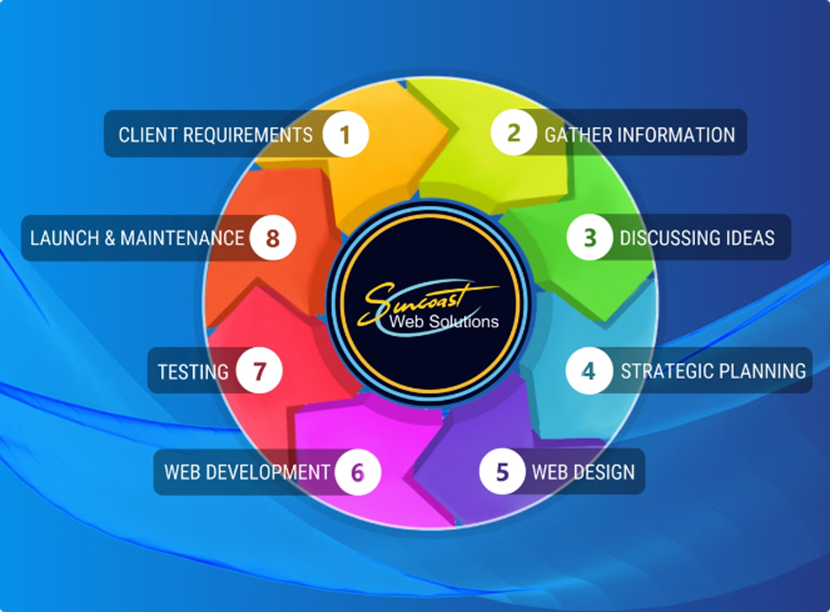 CLIENT REQUIREMENTS 1
2 GATHER INFORMATION
LAUNCH & MAINTENANCE 8
3 DISCUSSING IDEAS
Suncoast
Web Solutions
TESTING 7
4 STRATEGIC PLANNING
WEB DEVELOPMENT 6
5 WEB DESIGN